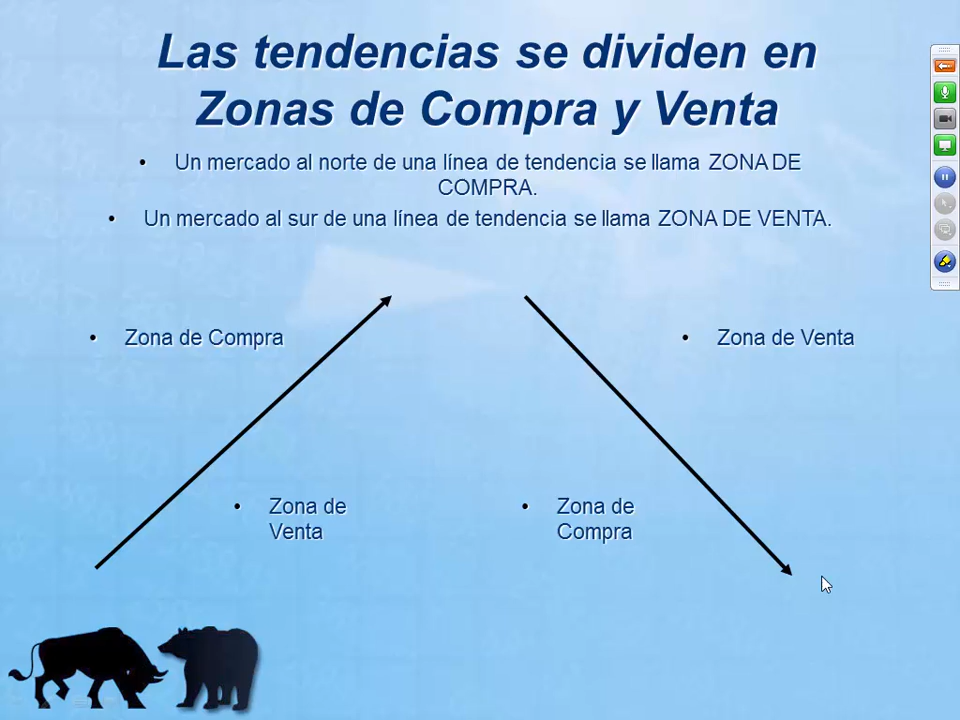 Las tendencias se dividen en
Zonas de Compra y Venta
• Un mercado al norte de una línea de tendencia se llama ZONA DE
COMPRA.
• Un mercado al sur de una línea de tendencia se llama ZONA DE VENTA.
• Zona de Compra
• Zona de Venta
• Zona de
Venta
• Zona de
Compra